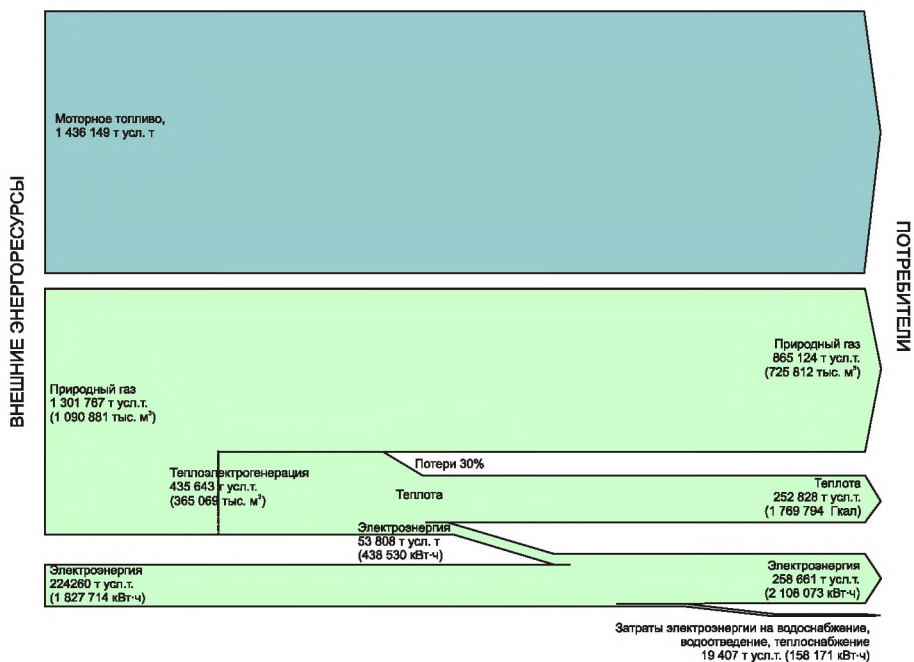 ВНЕШНИЕ ЭНЕРГОРЕСУРСЫ
Моторное топливо,
1 436 149 т усл. т
Природный газ
1 301 767 т усл.т.
(1 090 881 тыс. м³)
Природный газ
865 124 т усл.т.
(725 812 тыс. м³)
Теплоэлектрогенерация
435 643 т усл.т.
(365 069 тыс. м³)
Потери 30%
Теплота
Теплота
252 828 т усл.т.
(1 769 794 Гкал)
Электроэнергия
53 808 т усл. т
(438 530 кВт·ч)
Электроэнергия
224260 т усл.т.
(1 827 714 кВт·ч)
Электроэнергия
258 661 т усл.т.
(2 108 073 кВт·ч)
Затраты электроэнергии на водоснабжение,
водоотведение, теплоснабжение
19 407 т усл.т. (158 171 кВт·ч)
ПОТРЕБИТЕЛИ